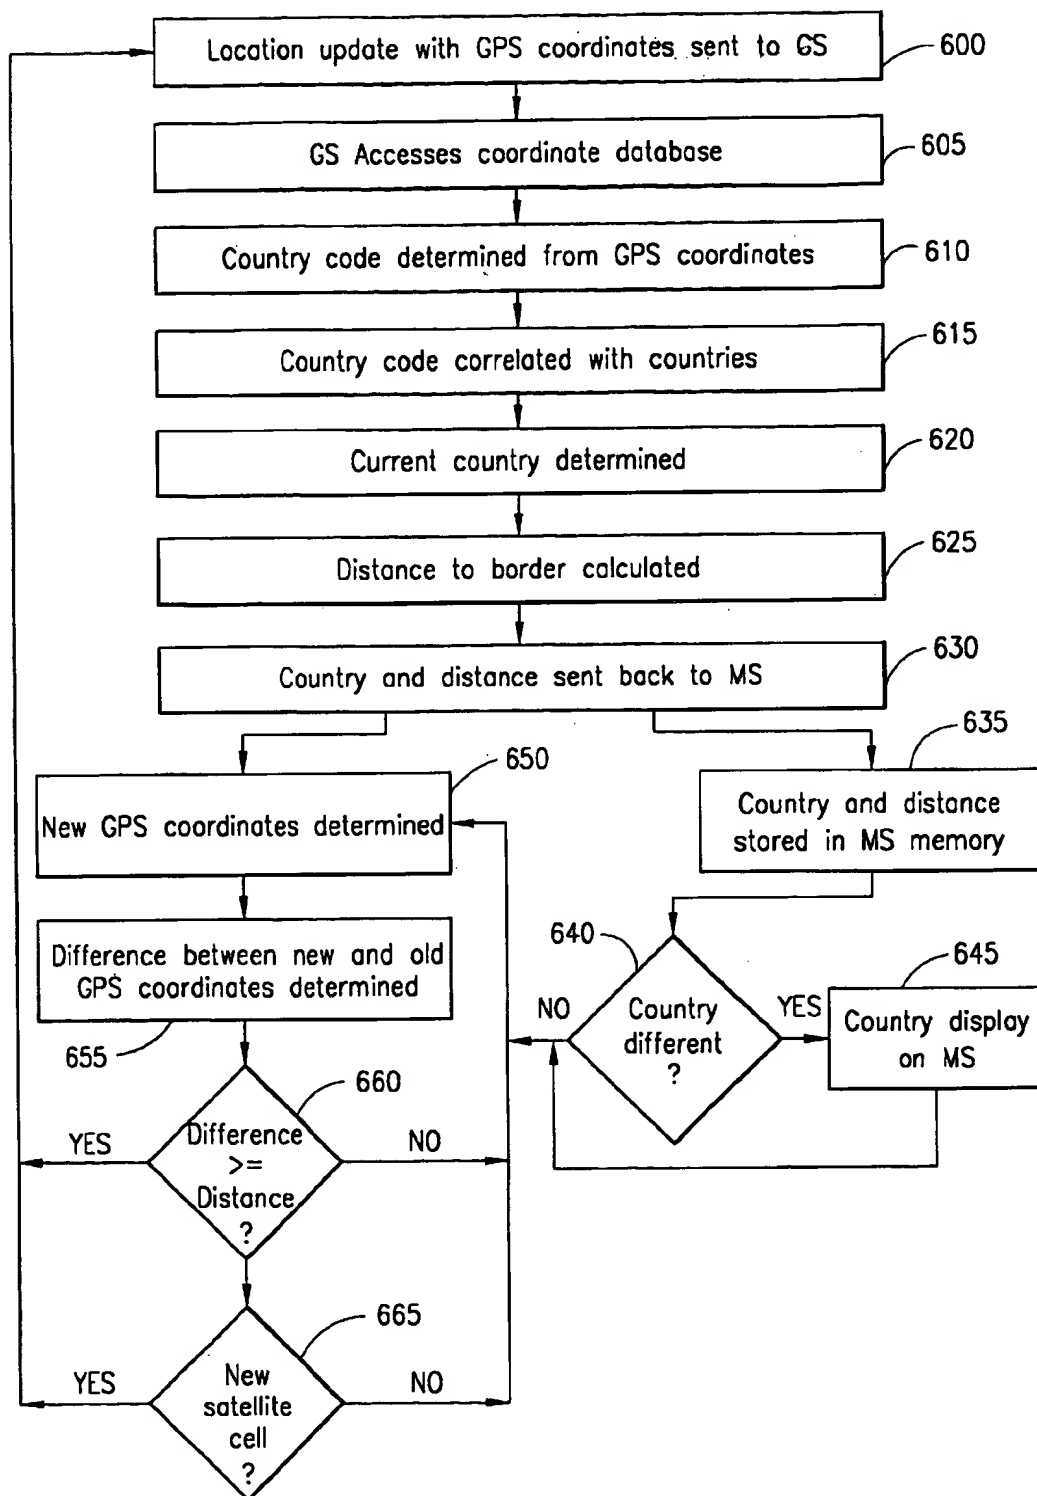 Location update with GPS coordinates sent to GS
600
GS Accesses coordinate database
605
Country code determined from GPS coordinates
610
Country code correlated with countries
615
Current country determined
620
Distance to border calculated
625
Country and distance sent back to MS
630
650
New GPS coordinates determined
635
Country and distance
stored in MS memory
Difference between new and old
GPS coordinates determined
655
640
Country
different
?
NO
YES
645
Country display
on MS
660
Difference
>=
Distance
?
YES
NO
665
New
satellite
cell
?
YES
NO